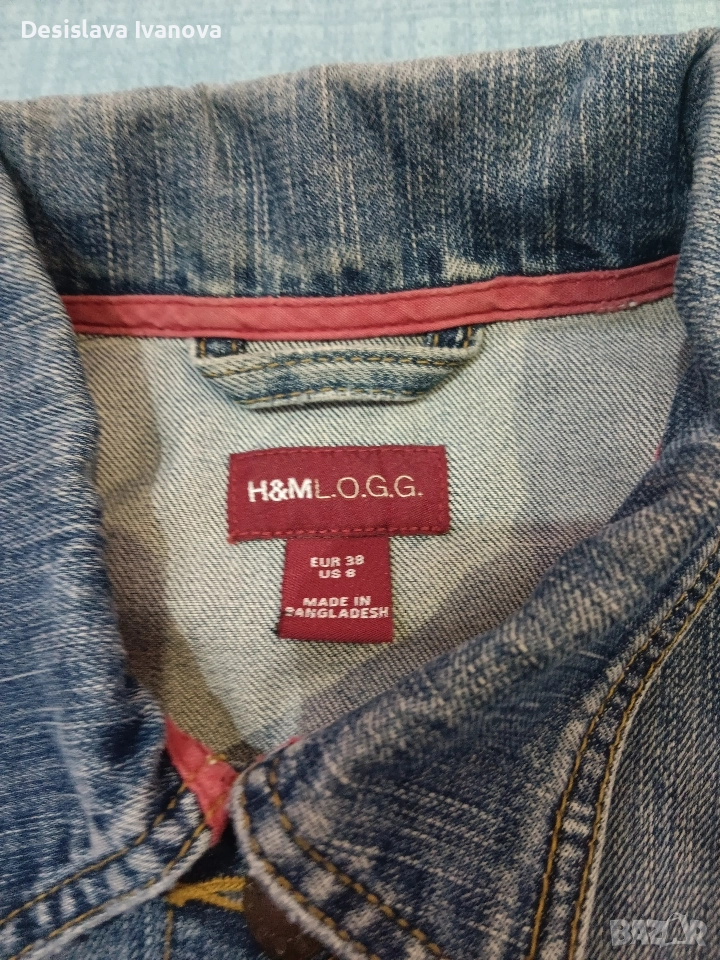 Desislava Ivanova
H&M L.O.G.G.
EUR 38
US 8
MADE IN
BANGLADESH
BAZAR